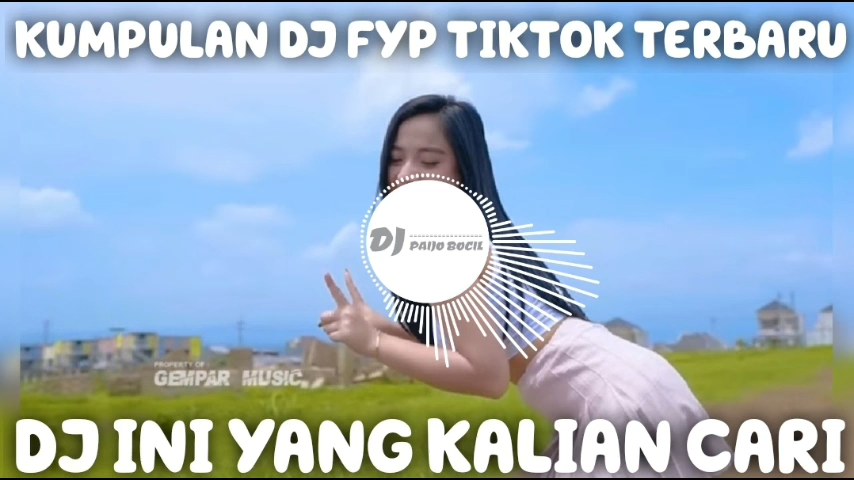 KUMPULAN DJ FYP TIKTOK TERBARU
DJ PAIJO BOCIL
PROPERTY OF
GEMPAR MUSIC
DJ INI YANG KALIAN CARI